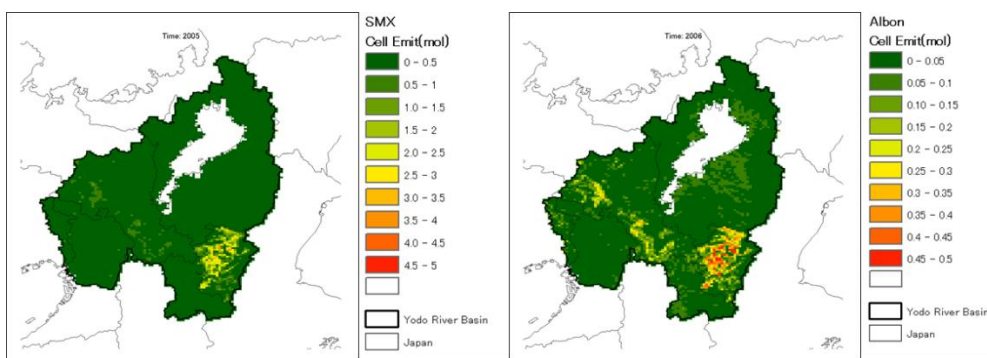 SMX
Time: 2005
Cell Emit(mol)
0 - 0.5
0.5 - 1
1.0 - 1.5
1.5 - 2
2.0 - 2.5
2.5 - 3
3.0 - 3.5
3.5 - 4
4.0 - 4.5
4.5 - 5
Yodo River Basin
Japan
Albon
Time: 2006
Cell Emit(mol)
0 - 0.05
0.05 - 0.1
0.10 - 0.15
0.15 - 0.2
0.2 - 0.25
0.25 - 0.3
0.3 - 0.35
0.35 - 0.4
0.4 - 0.45
0.45 - 0.5
Yodo River Basin
Japan